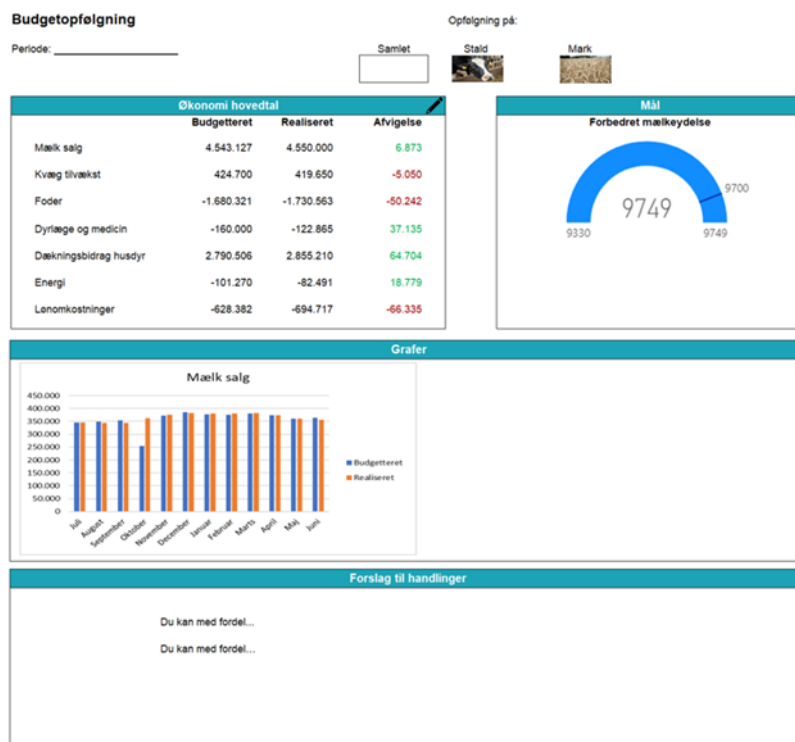 Budgetopfølgning
Opfølgning på:
Periode:
Samlet Stald Mark
Økonomi hovedtal
Budgetteret Realiseret Afvigelse
Mælk salg 4.543.127 4.550.000 6.873
Kvæg tilvækst 424.700 419.650 -5.050
Foder -1.680.321 -1.730.563 -50.242
Dyrlæge og medicin -160.000 -122.865 37.135
Dækningsbidrag husdyr 2.790.506 2.855.210 64.704
Energi -101.270 -82.491 18.779
Lønomkostninger -628.382 -694.717 -66.335
Mål
Forbedret mælkeydelse
9700
9749
9330 9749
Grafer
Mælk salg
450.000
400.000
350.000
300.000
250.000
200.000
150.000
100.000
50.000
0
Juli August September Oktober November December Januar Februar Marts April Maj Juni
Budgetteret
Realiseret
Forslag til handlinger
Du kan med fordel...
Du kan med fordel...